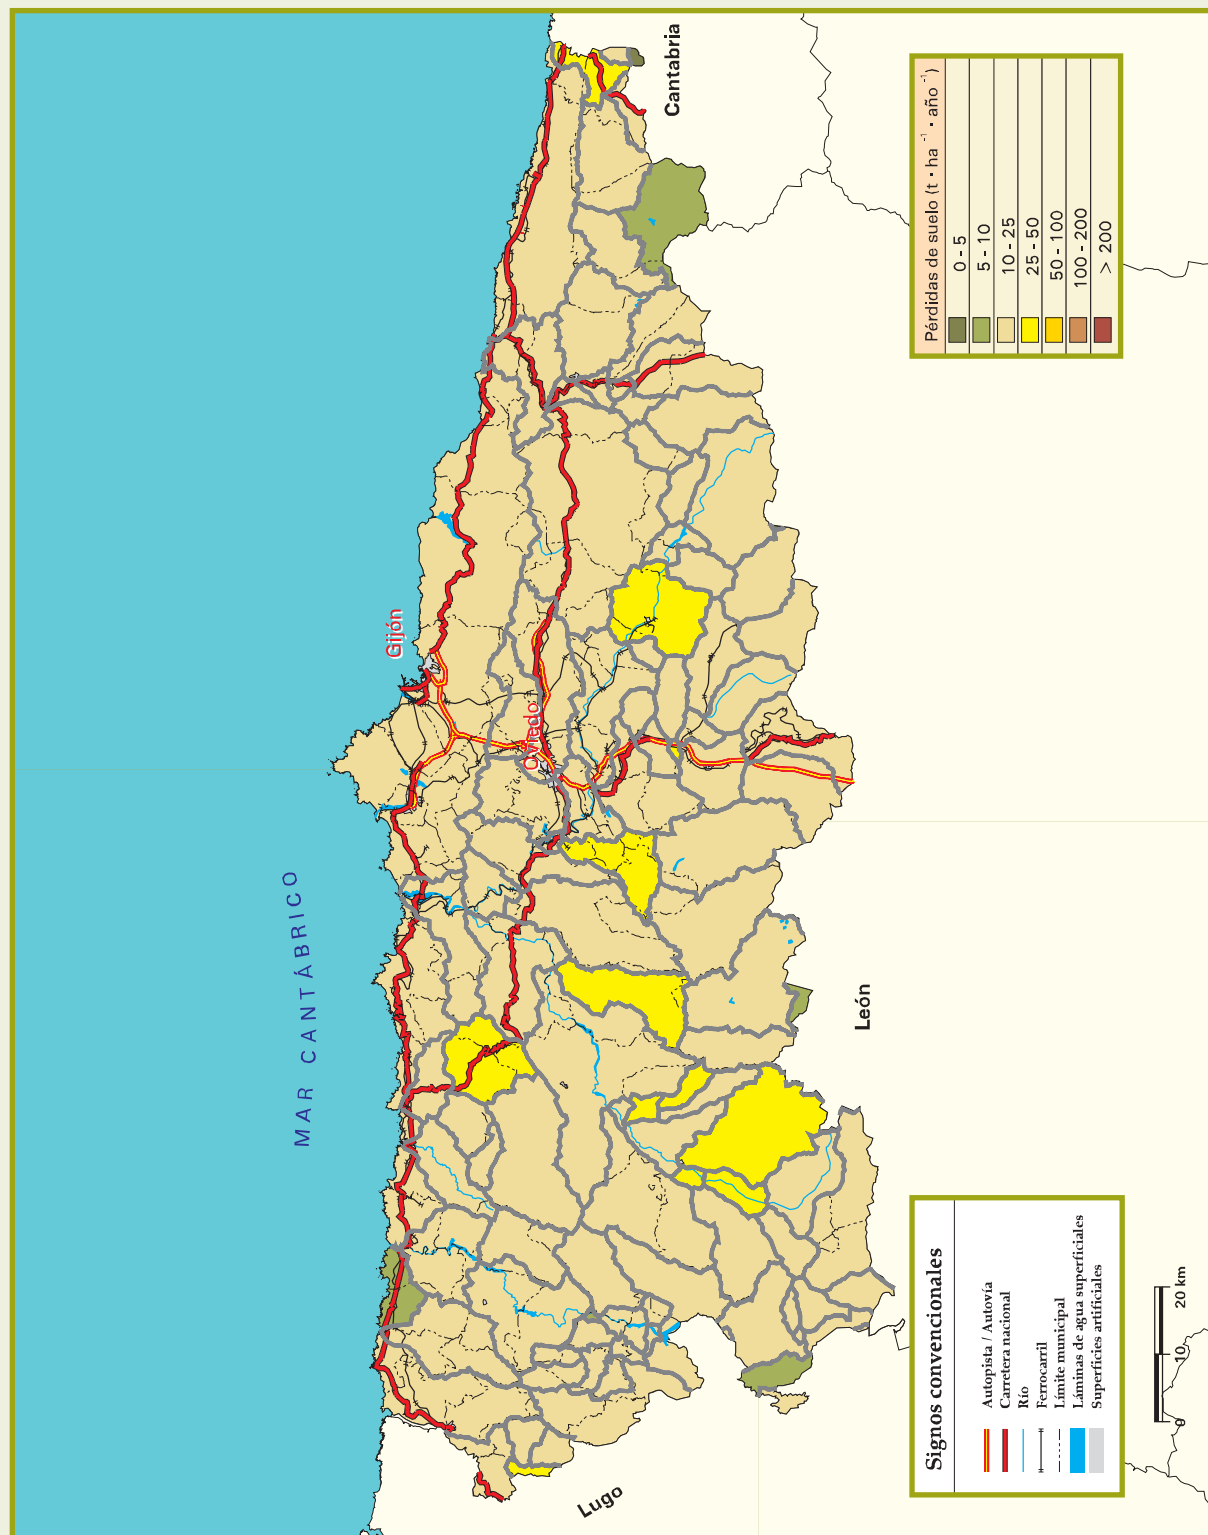 MAR CANTÁBRICO
Gijón
Oviedo
Cantabria
León
Lugo
Pérdidas de suelo (t · ha -1 · año -1)
0 - 5
5 - 10
10 - 25
25 - 50
50 - 100
100 - 200
> 200
Signos convencionales
Autopista / Autovía
Carretera nacional
Río
Ferrocarril
Límite municipal
Láminas de agua superficiales
Superficies artificiales
0 10 20 km